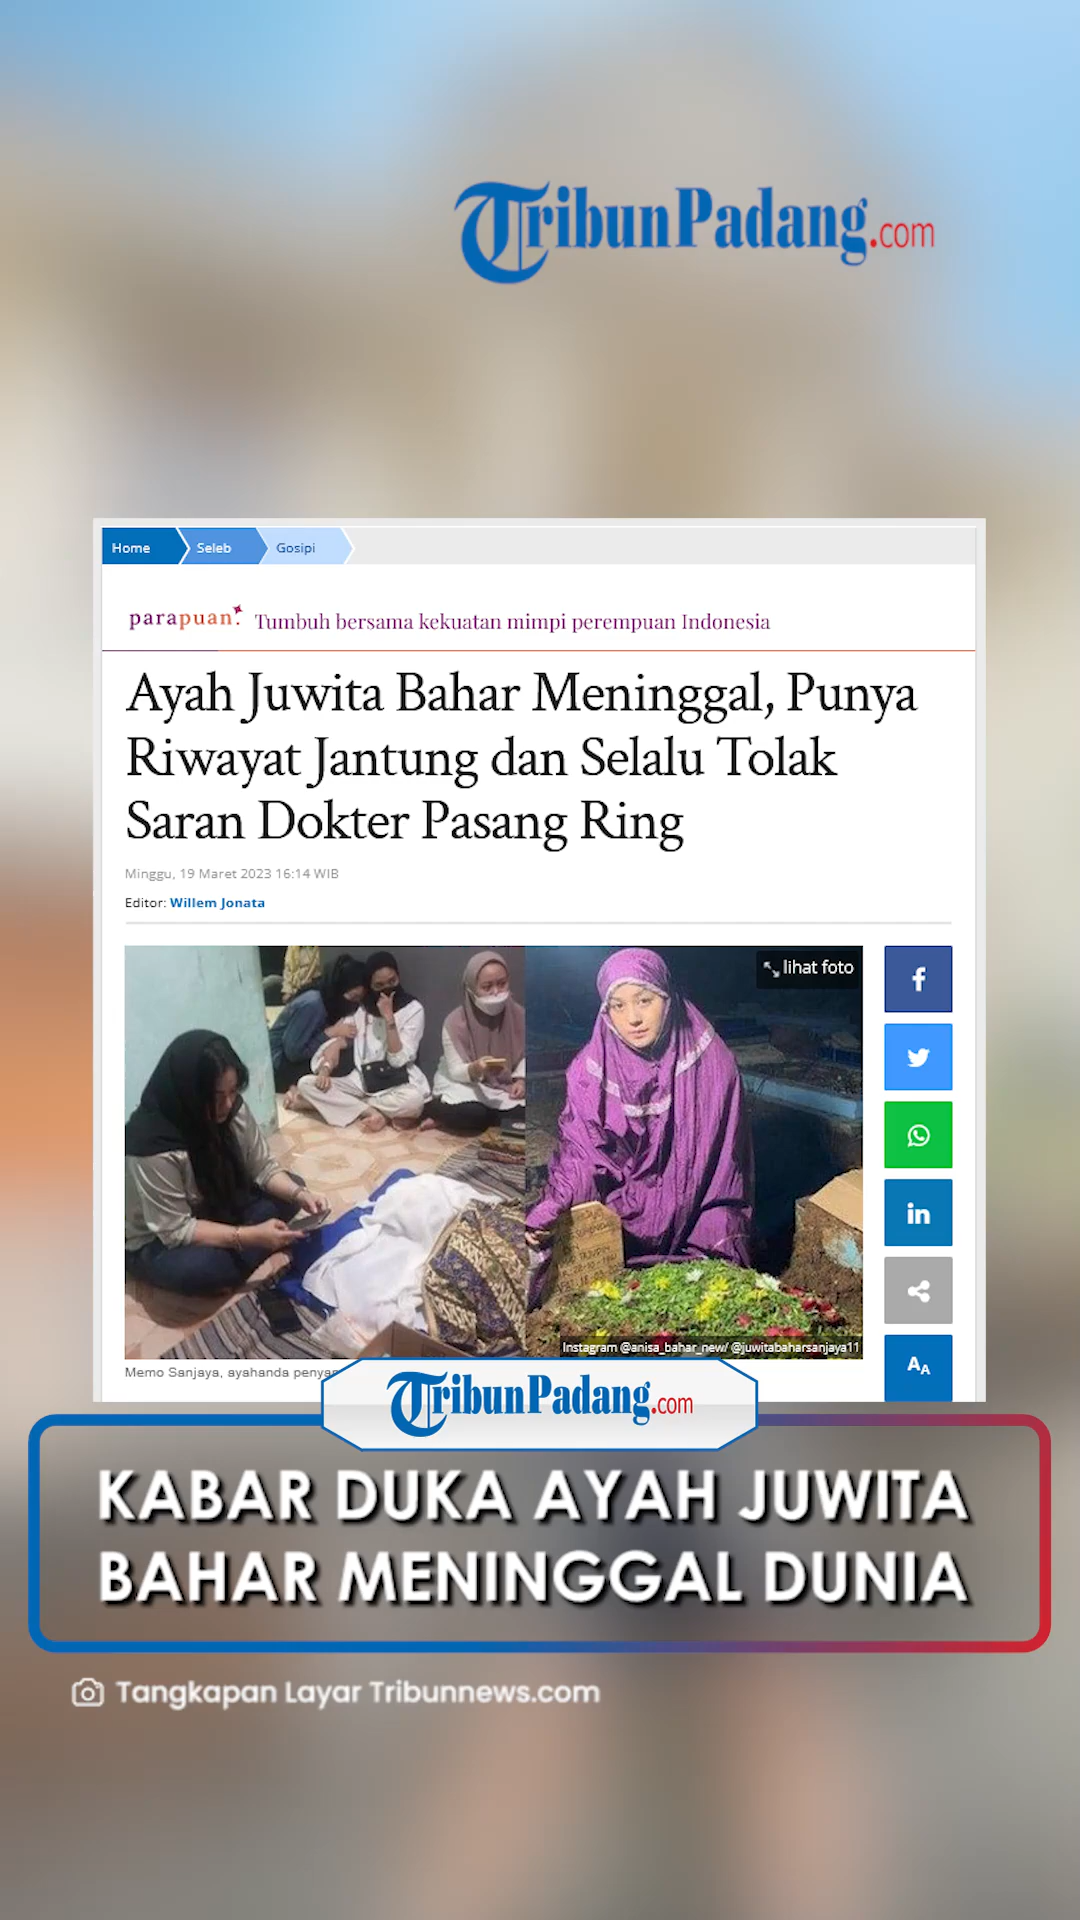 TribunPadang.com
Home Seleb Gosipi
parapuan. Tumbuh bersama kekuatan mimpi perempuan Indonesia
Ayah Juwita Bahar Meninggal, Punya
Riwayat Jantung dan Selalu Tolak
Saran Dokter Pasang Ring
Minggu, 19 Maret 2023 16:14 WIB
Editor: Willem Jonata
lihat foto
Instagram @anisa_bahar_new/ @juwitabaharsanjaya11
Memo Sanjaya, ayahanda
TribunPadang.com
KABAR DUKA AYAH JUWITA
BAHAR MENINGGAL DUNIA
Tangkapan Layar Tribunnews.com